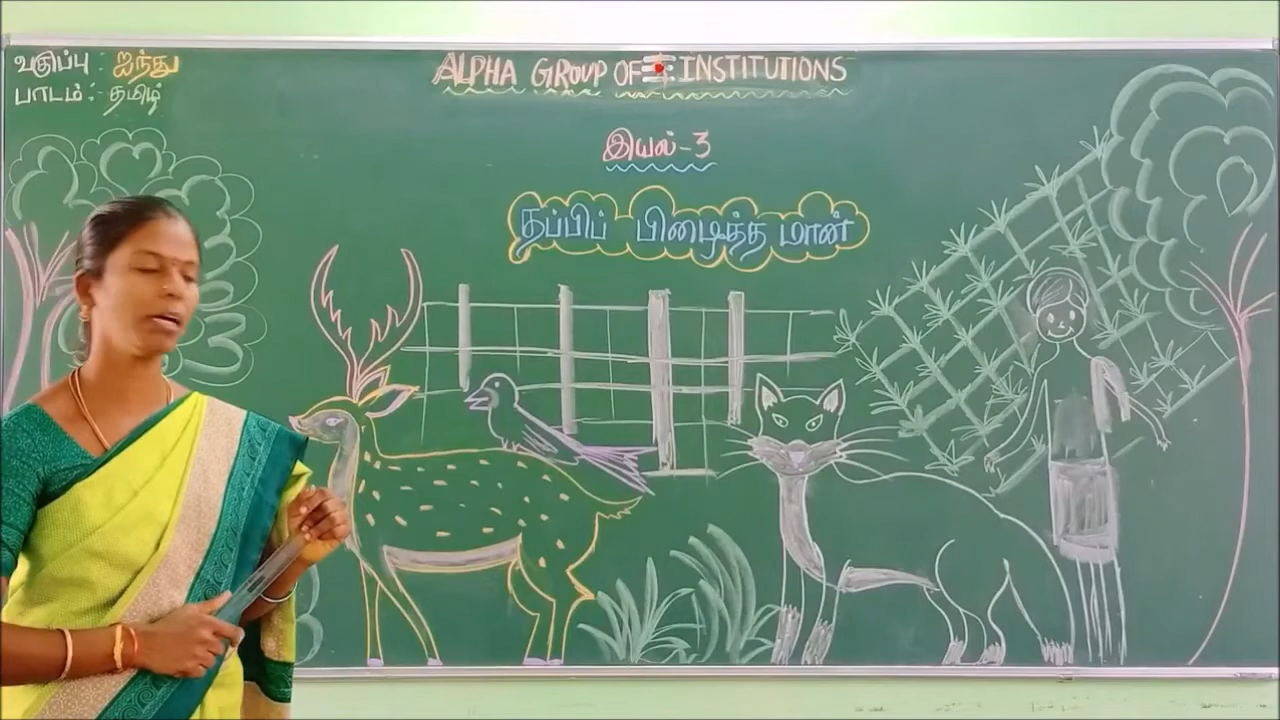 வகுப்பு : ஐந்து
பாடம் :- தமிழ்
ALPHA GROUP OF INSTITUTIONS
இயல்-3
தப்பிப் பிழைத்த மான்